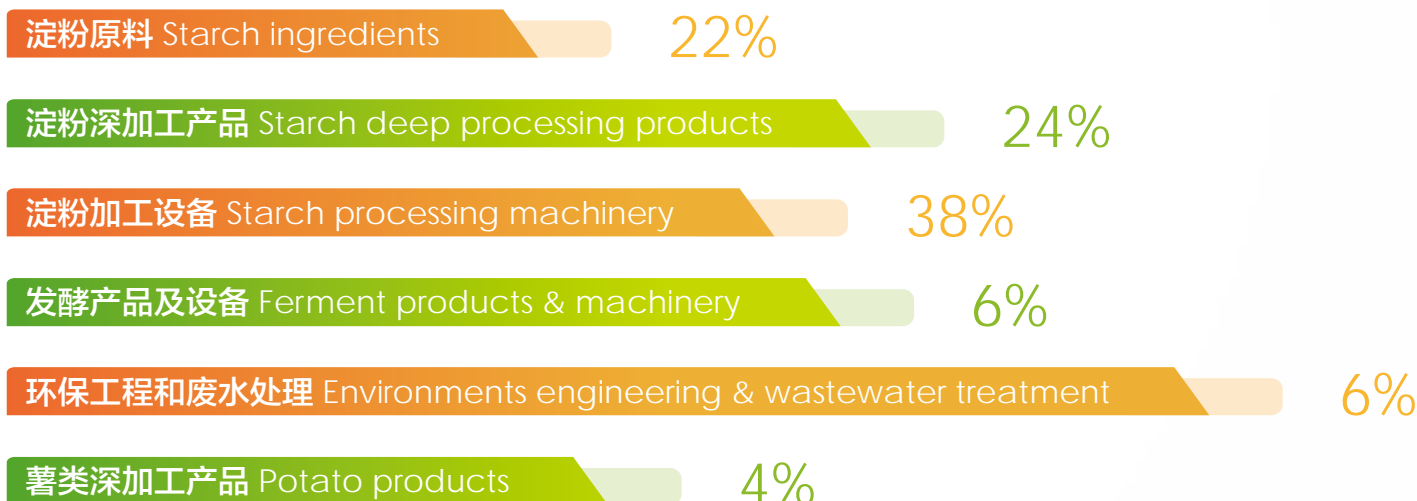 淀粉原料 Starch ingredients 22%
淀粉深加工产品 Starch deep processing products 24%
淀粉加工设备 Starch processing machinery 38%
发酵产品及设备 Ferment products & machinery 6%
环保工程和废水处理 Environments engineering & wastewater treatment 6%
薯类深加工产品 Potato products 4%